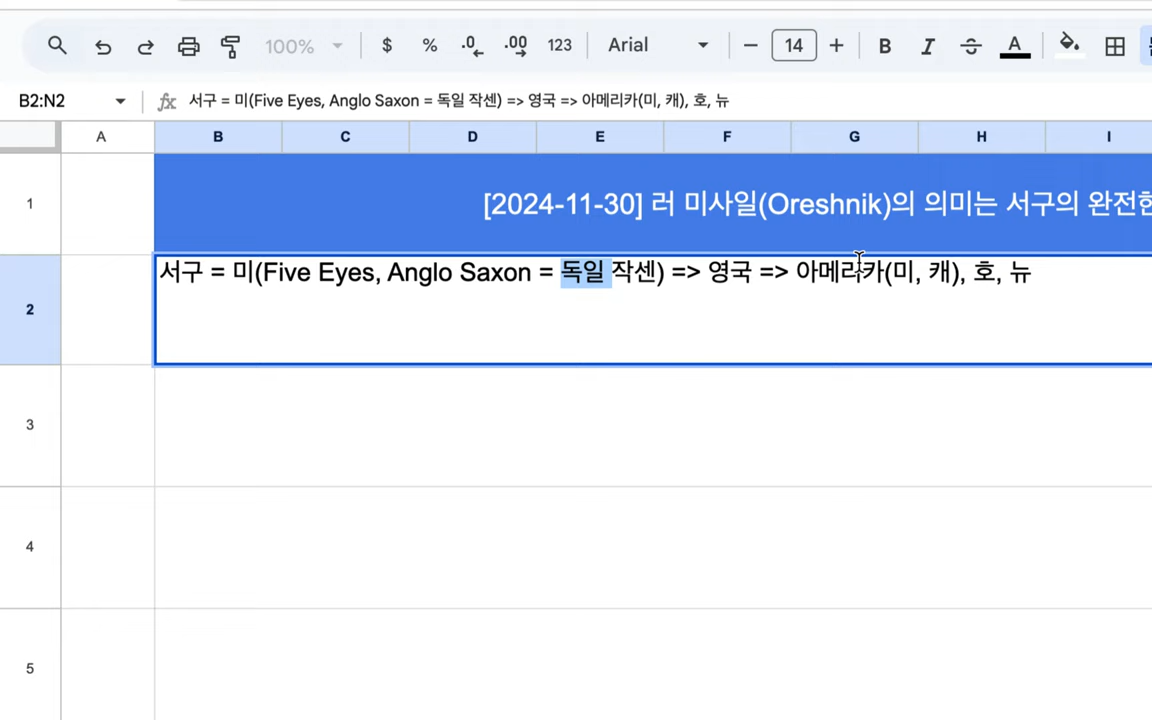 100% $ % .0 .00 123 Arial 14 B I A
B2:N2 fx 서구 = 미(Five Eyes, Anglo Saxon = 독일 작센) => 영국 => 아메리카(미, 캐), 호, 뉴
A B C D E F G H I
1 [2024-11-30] 러 미사일(Oreshnik)의 의미는 서구의 완전한
2 서구 = 미(Five Eyes, Anglo Saxon = 독일 작센) => 영국 => 아메리카(미, 캐), 호, 뉴
3
4
5